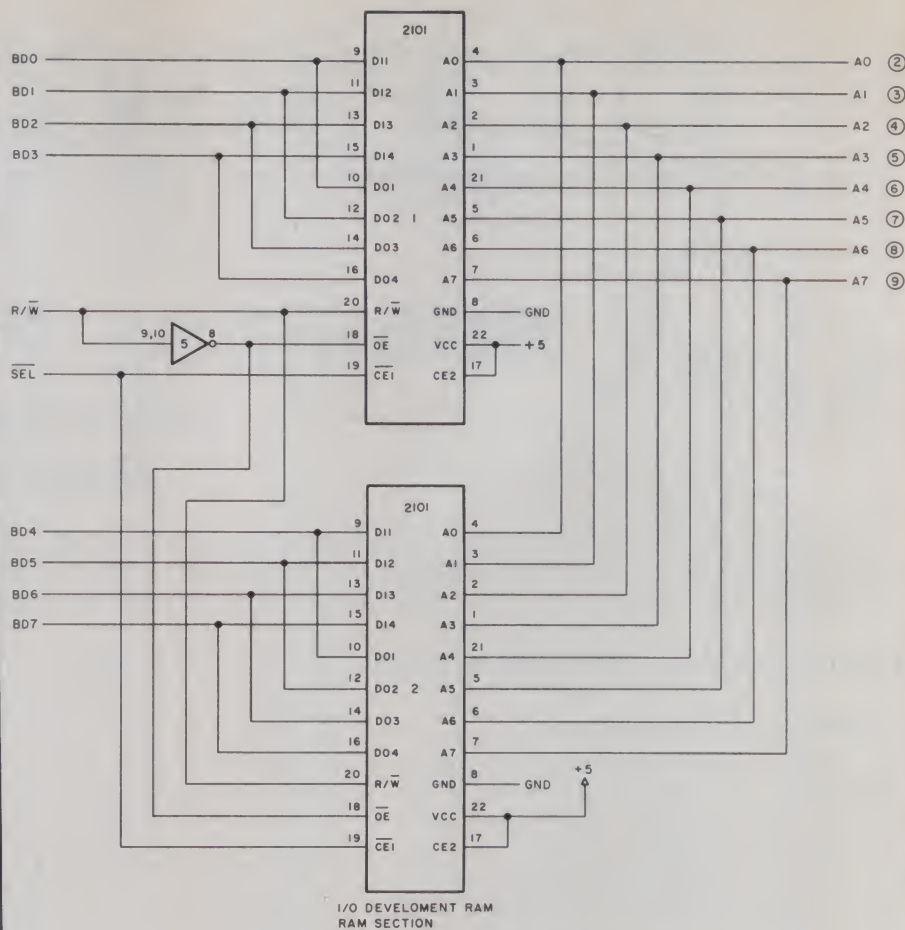 2101
BD0 9 DI1 A0 4 A0 2
BD1 11 DI2 A1 3 A1 3
BD2 13 DI3 A2 2 A2 4
BD3 15 DI4 A3 1 A3 5
10 DO1 A4 21 A4 6
12 DO2 1 A5 5 A5 7
14 DO3 A6 6 A6 8
16 DO4 A7 7 A7 9
R/W̅ 20 R/W̅ GND 8 GND
9,10 5 8 18 O̅E̅ VCC 22 +5
S̅E̅L̅ 19 C̅E̅1̅ CE2 17
2101
BD4 9 DI1 A0 4
BD5 11 DI2 A1 3
BD6 13 DI3 A2 2
BD7 15 DI4 A3 1
10 DO1 A4 21
12 DO2 2 A5 5
14 DO3 A6 6
16 DO4 A7 7
20 R/W̅ GND 8 GND +5
18 O̅E̅ VCC 22
19 C̅E̅1̅ CE2 17
I/O DEVELOMENT RAM
RAM SECTION